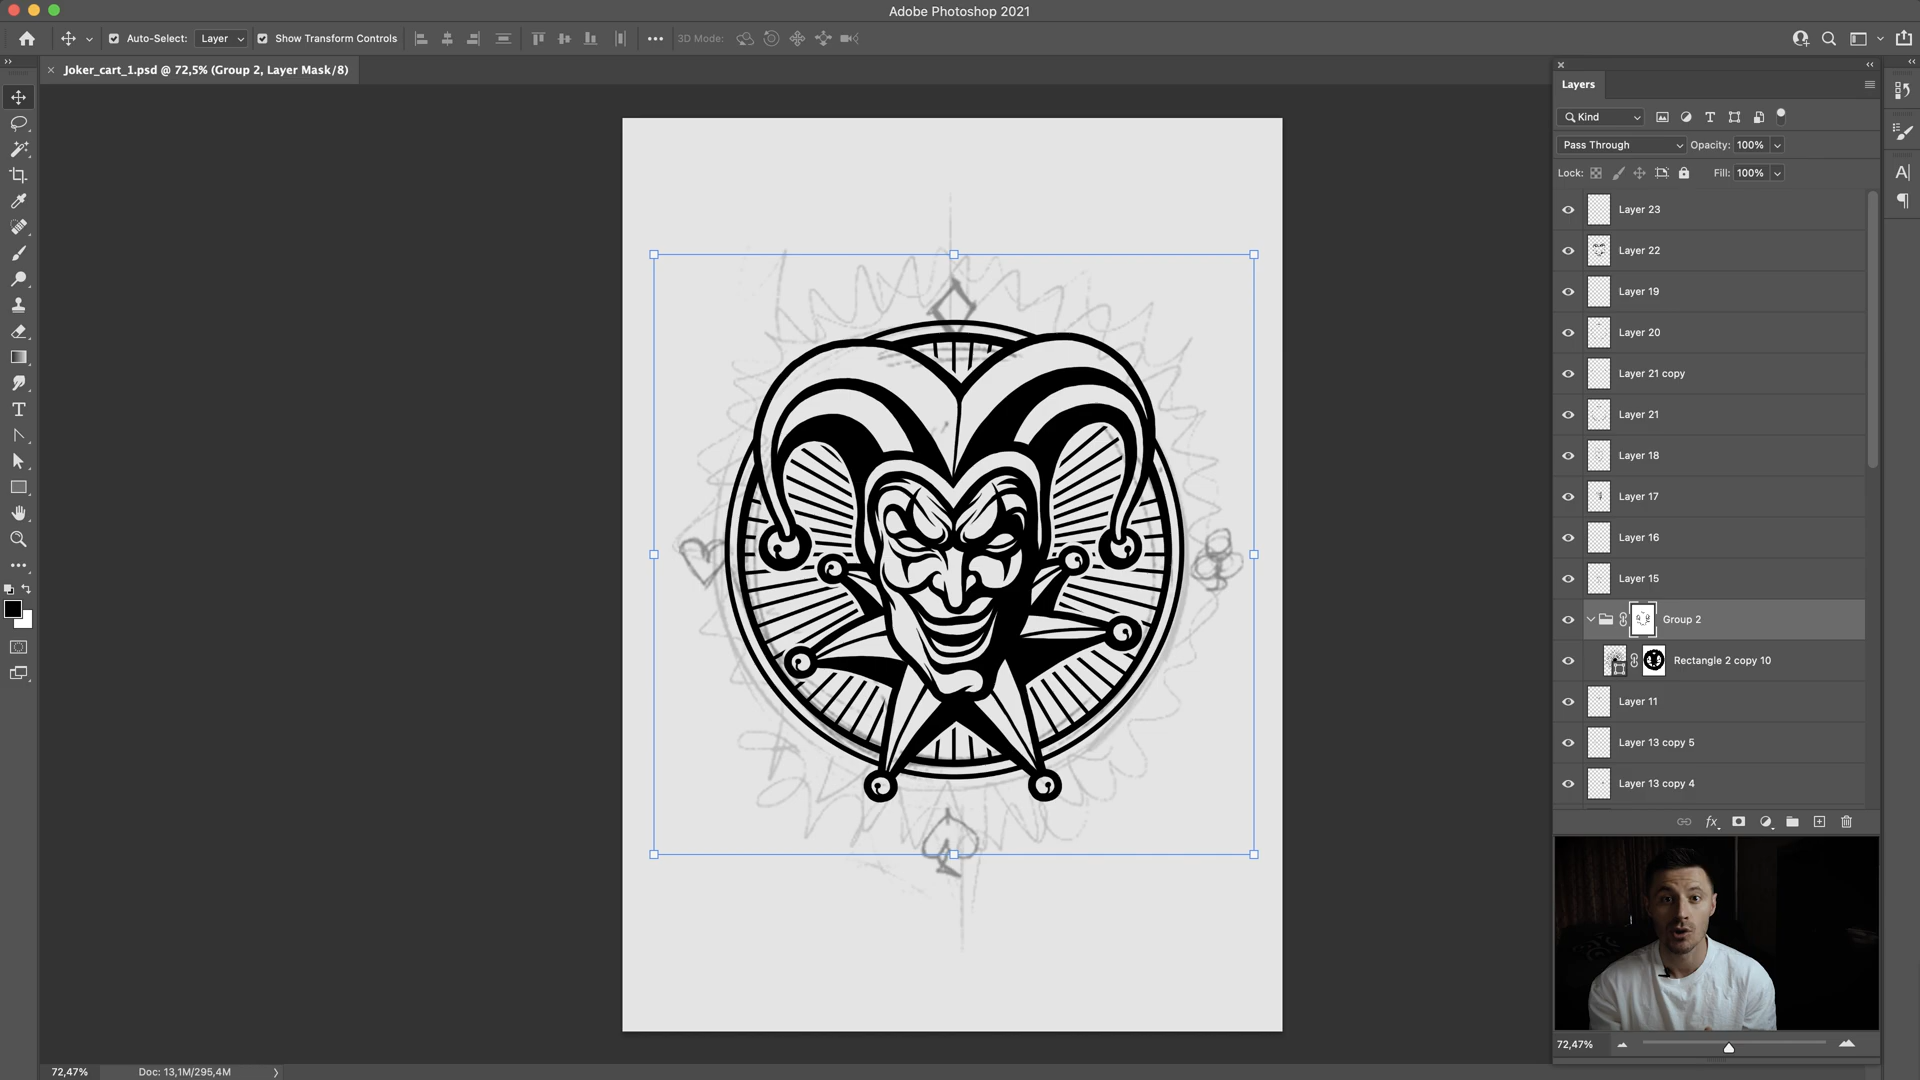 Adobe Photoshop 2021
Auto-Select: Layer Show Transform Controls 3D Mode:
Joker_cart_1.psd @ 72,5% (Group 2, Layer Mask/8)
Layers
Kind
Pass Through Opacity: 100%
Lock: Fill: 100%
Layer 23
Layer 22
Layer 19
Layer 20
Layer 21 copy
Layer 21
Layer 18
Layer 17
Layer 16
Layer 15
Group 2
Rectangle 2 copy 10
Layer 11
Layer 13 copy 5
Layer 13 copy 4
fx
72,47%
72,47% Doc: 13,1M/295,4M